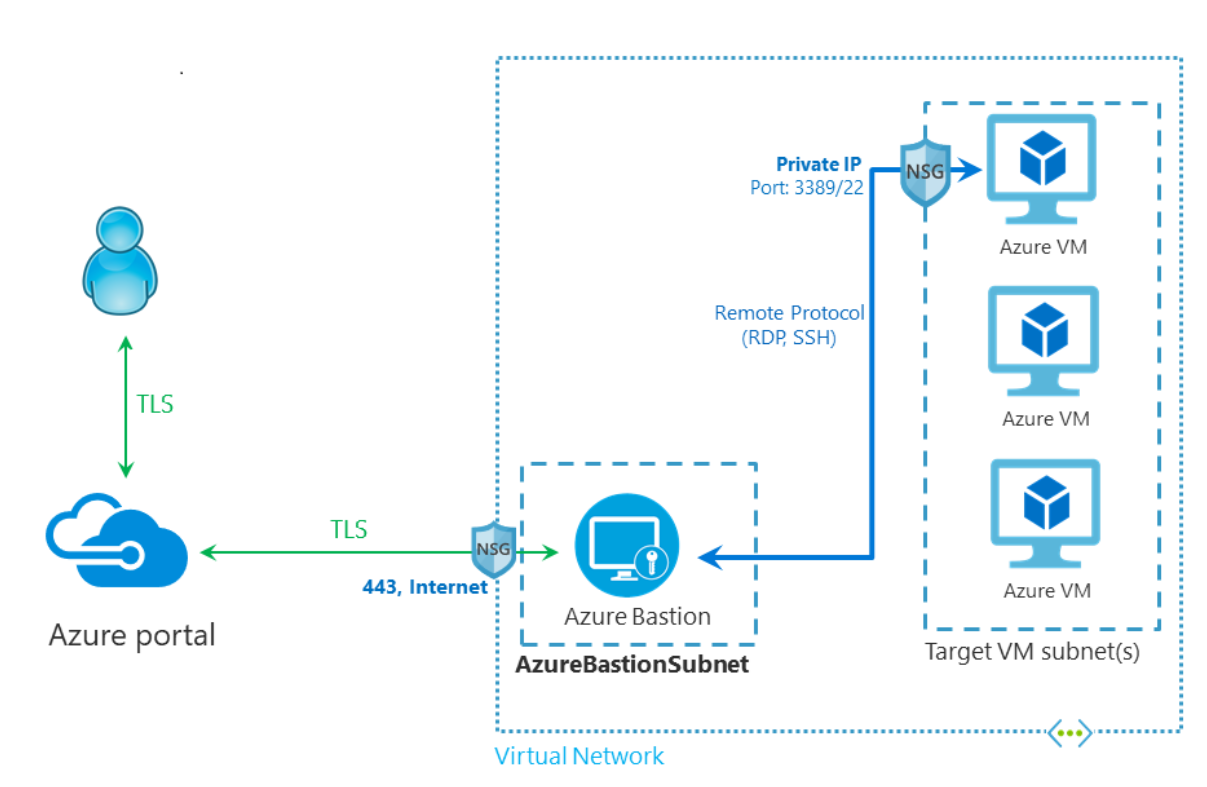 Private IP
Port: 3389/22
NSG
Azure VM
Remote Protocol
(RDP, SSH)
Azure VM
TLS
TLS
NSG
443, Internet
Azure VM
Azure Bastion
Azure portal
AzureBastionSubnet
Target VM subnet(s)
Virtual Network